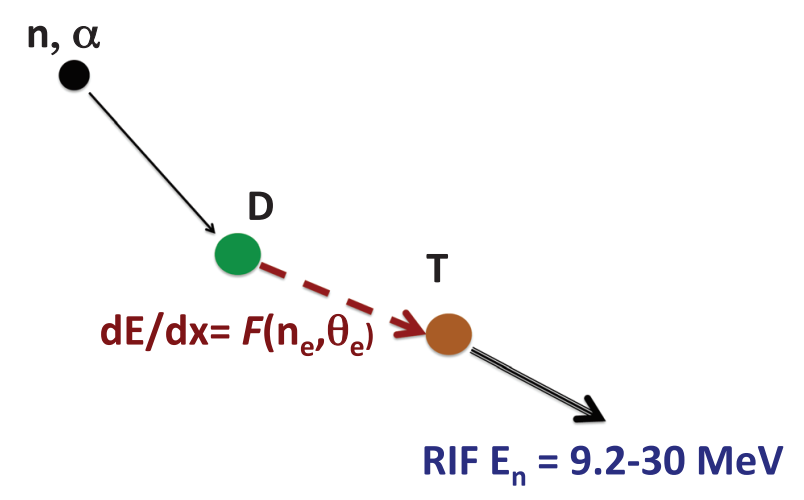 n, α
D
T
dE/dx= F(nₑ,θₑ)
RIF Eₙ = 9.2-30 MeV